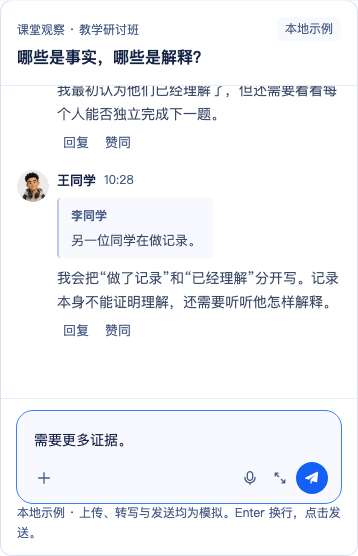 课堂观察 · 教学研讨班
本地示例
哪些是事实，哪些是解释？
我最初认为他们已经理解了，但还需要看看每
个人能否独立完成下一题。
回复 赞同
王同学 10:28
李同学
另一位同学在做记录。
我会把“做了记录”和“已经理解”分开写。记录
本身不能证明理解，还需要听听他怎样解释。
回复 赞同
需要更多证据。
本地示例 · 上传、转写与发送均为模拟。Enter 换行，点击发
送。